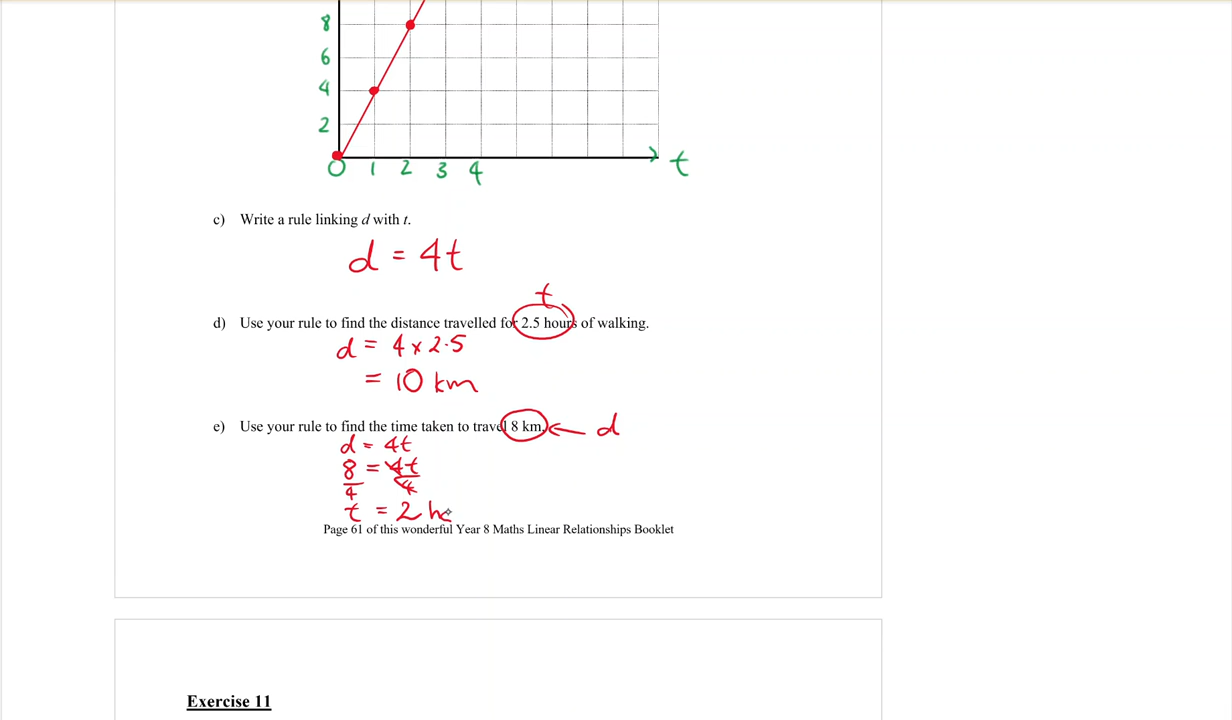 8
6
4
2
0 1 2 3 4 t
c) Write a rule linking d with t.
d = 4t
t
d) Use your rule to find the distance travelled for 2.5 hours of walking.
d = 4 x 2.5
= 10 km
e) Use your rule to find the time taken to travel 8 km. ← d
d = 4t
8/4 = 4t/4
t = 2 ho
Page 61 of this wonderful Year 8 Maths Linear Relationships Booklet
Exercise 11